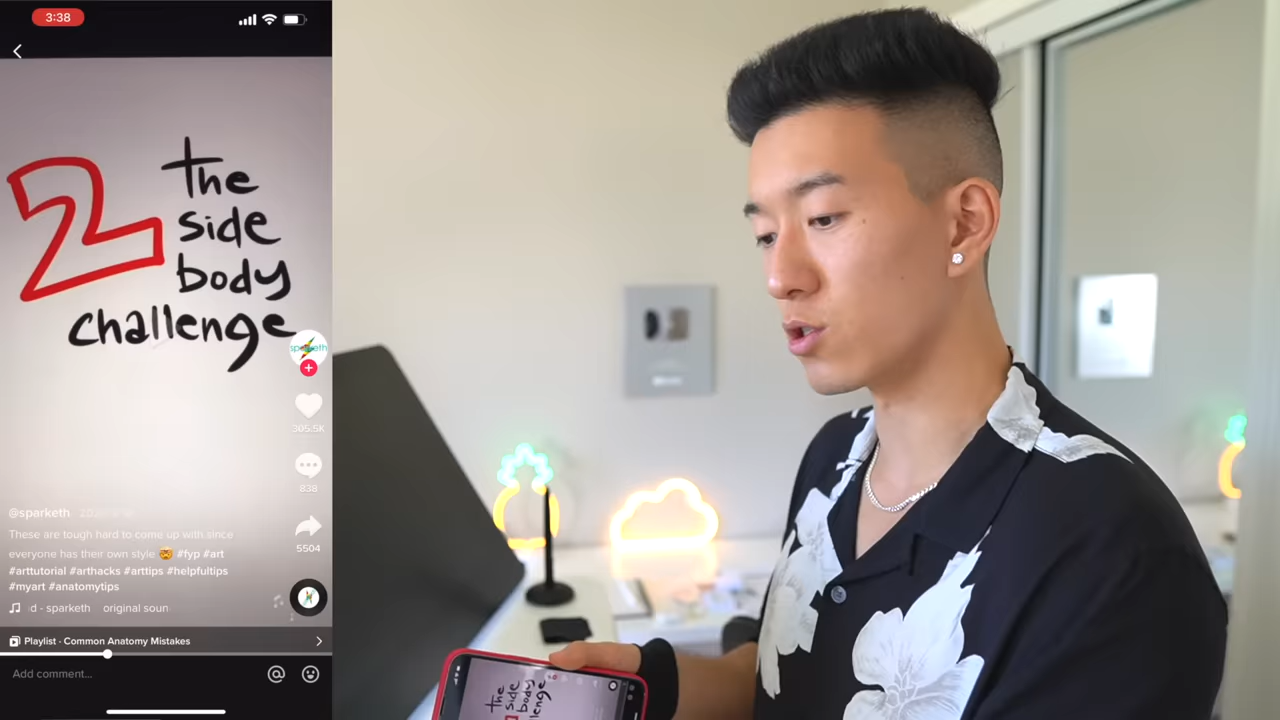 3:38
2 the
side
body
challenge
sparketh
305.5K
838
@sparketh
These are tough hard to come up with since
everyone has their own style 🤯 #fyp #art
#arttutorial #arthacks #arttips #helpfultips
#myart #anatomytips
5504
d - sparketh original soun
Playlist · Common Anatomy Mistakes
Add comment...
the
side
body
lenge